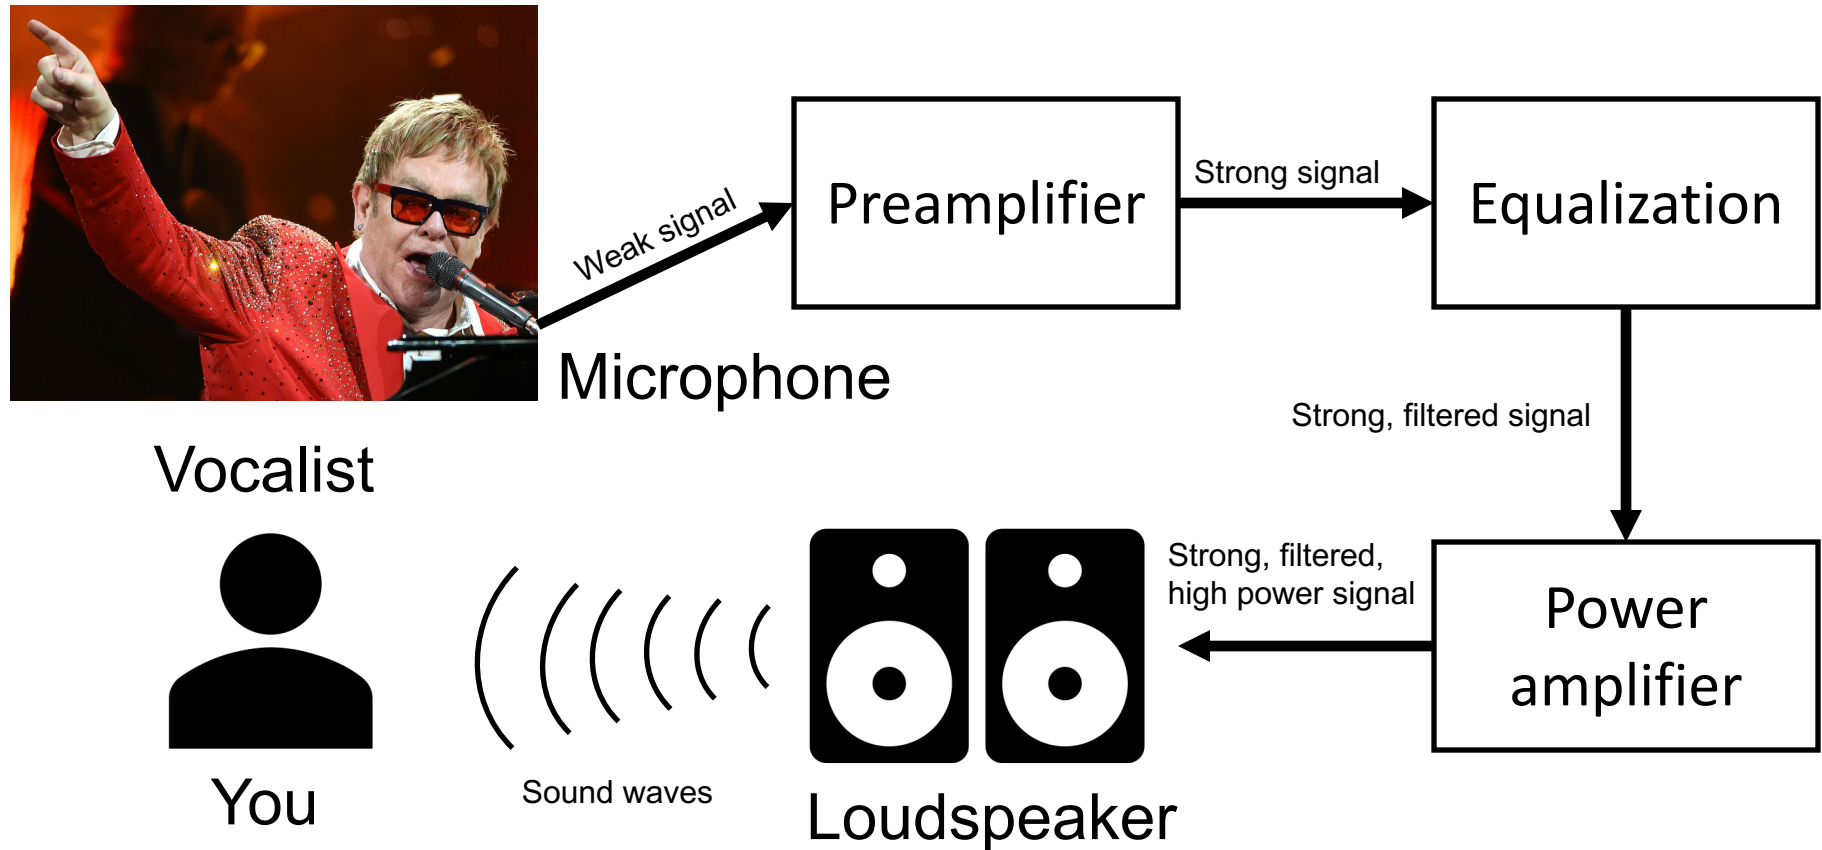 Weak signal
Preamplifier
Strong signal
Equalization
Microphone
Vocalist
Strong, filtered signal
Strong, filtered,
high power signal
Power
amplifier
Loudspeaker
Sound waves
You